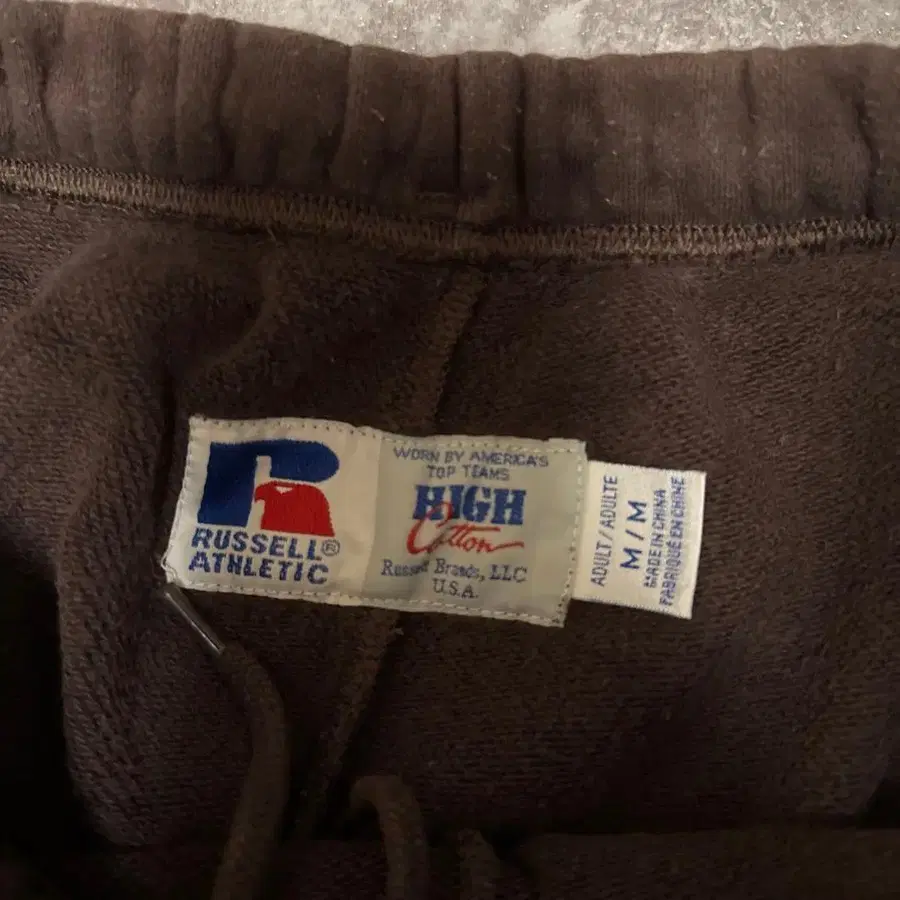 RUSSELL®
ATHLETIC
WORN BY AMERICA'S
TOP TEAMS
HIGH
Cotton
Russell Brands, LLC
U.S.A.
ADULT / ADULTE
M / M
MADE IN CHINA
FABRIQUÉ EN CHINE